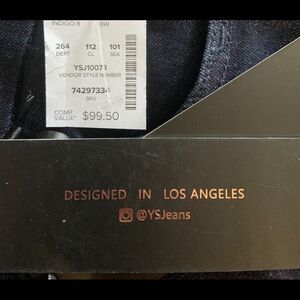 INDIGO R SW
264 112 101
DEPT CL SEA
YSJ10073
VENDOR STYLE NUMBER
74297334
SKU
COMP
VALUE* $99.50
DESIGNED IN LOS ANGELES
@YSJeans